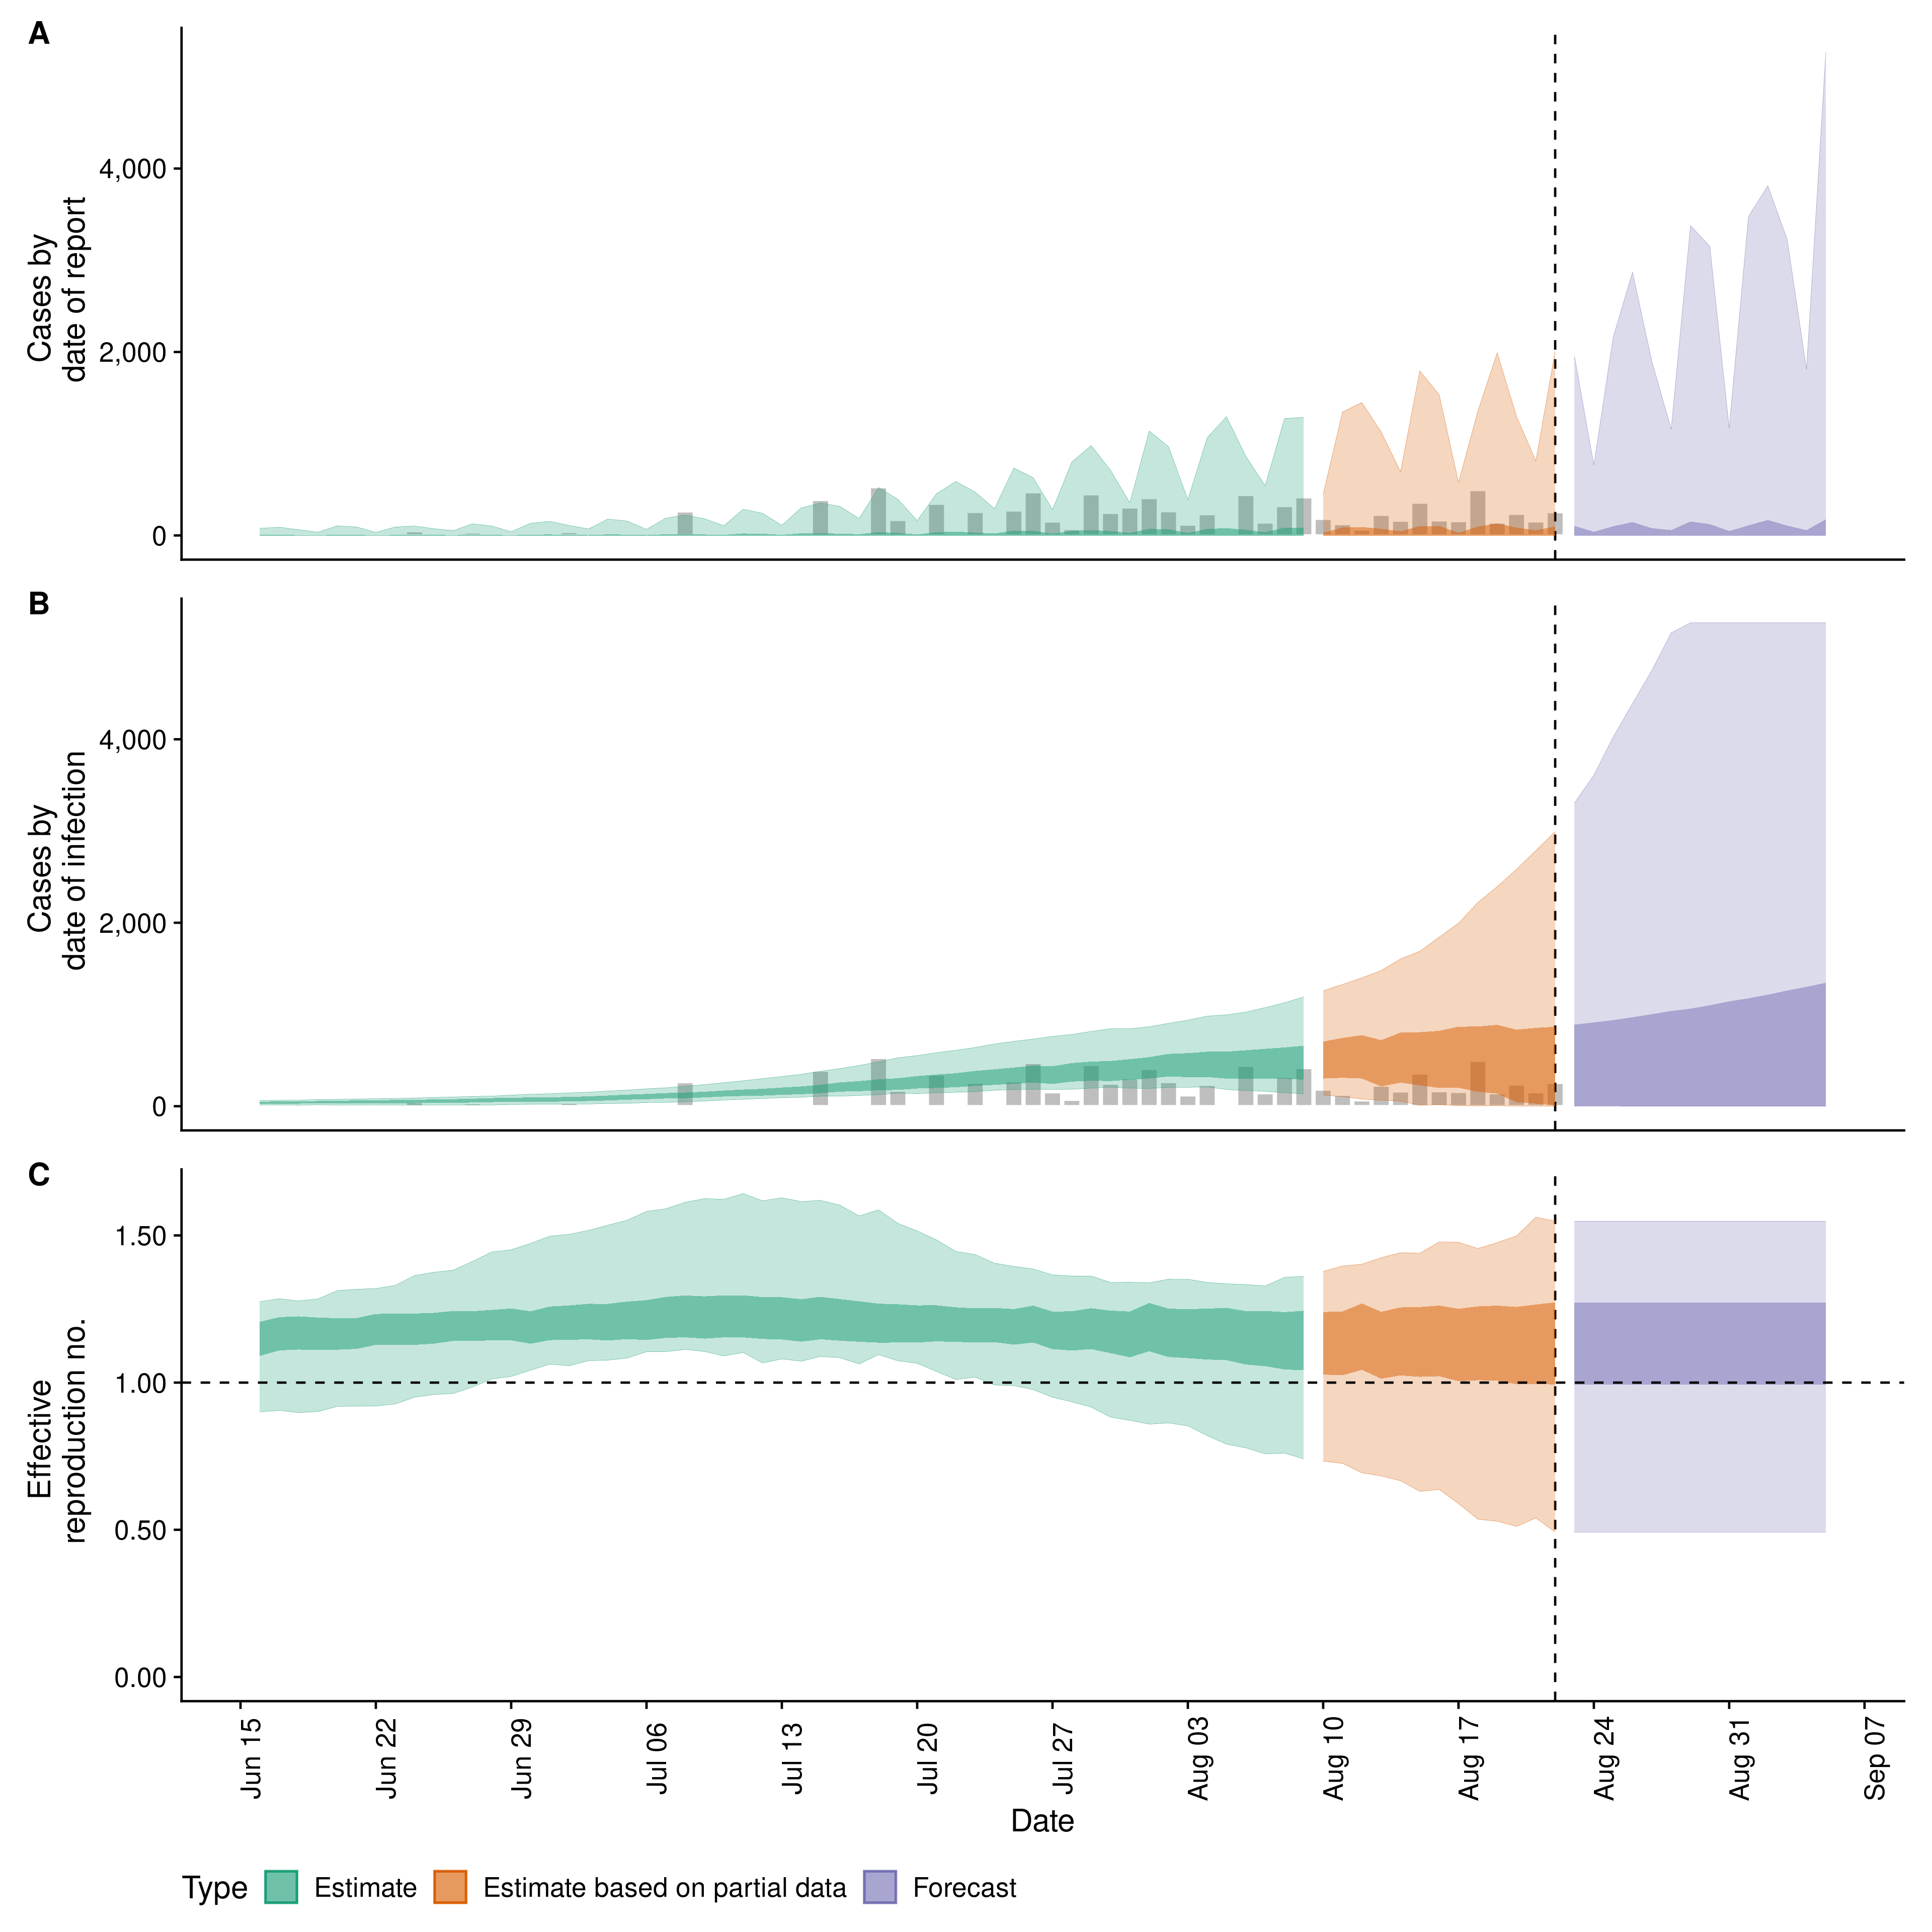 A
Cases by
date of report
4,000
2,000
0
B
Cases by
date of infection
4,000
2,000
0
C
Effective
reproduction no.
1.50
1.00
0.50
0.00
Jun 15
Jun 22
Jun 29
Jul 06
Jul 13
Jul 20
Jul 27
Aug 03
Aug 10
Aug 17
Aug 24
Aug 31
Sep 07
Date
Type Estimate Estimate based on partial data Forecast